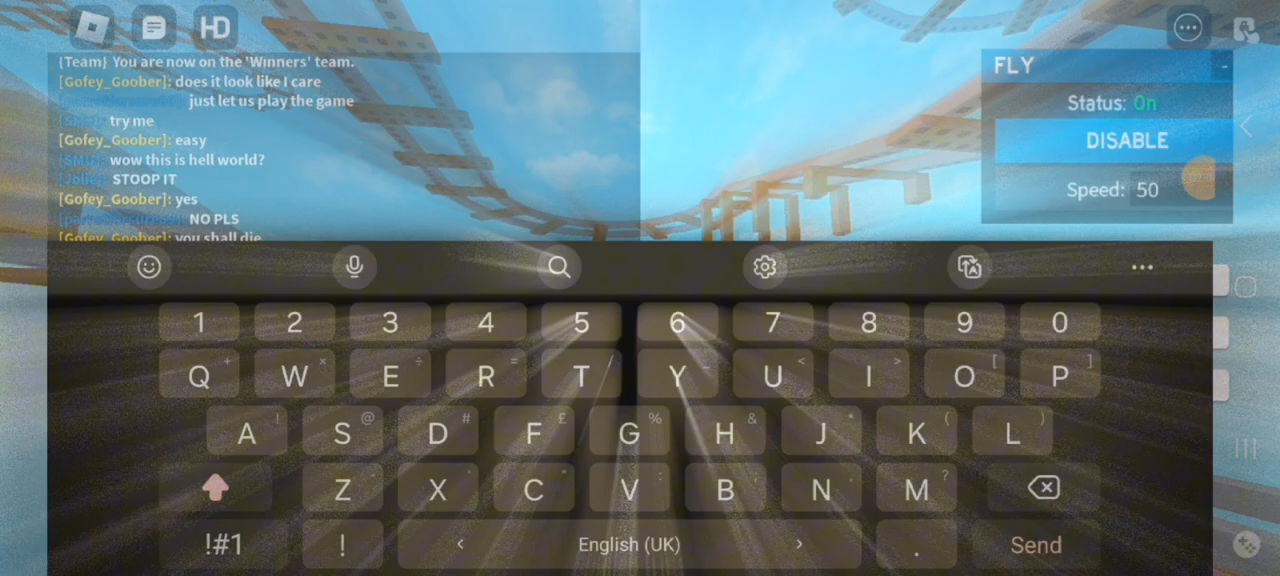 HD
{Team} You are now on the 'Winners' team.
[Gofey_Goober]: does it look like I care
just let us play the game
try me
[Gofey_Goober]: easy
wow this is hell world?
[Jolie]: STOOP IT
[Gofey_Goober]: yes
NO PLS
[Gofey_Goober]: you shall die
FLY -
Status: On
DISABLE
Speed: 50
1 2 3 4 5 6 7 8 9 0
Q + W × E ÷ R = T / Y _ U < I > O [ P ]
A ! S @ D # F £ G % H & J * K ( L )
Z X C V B N M ?
!#1 ! < English (UK) > . Send